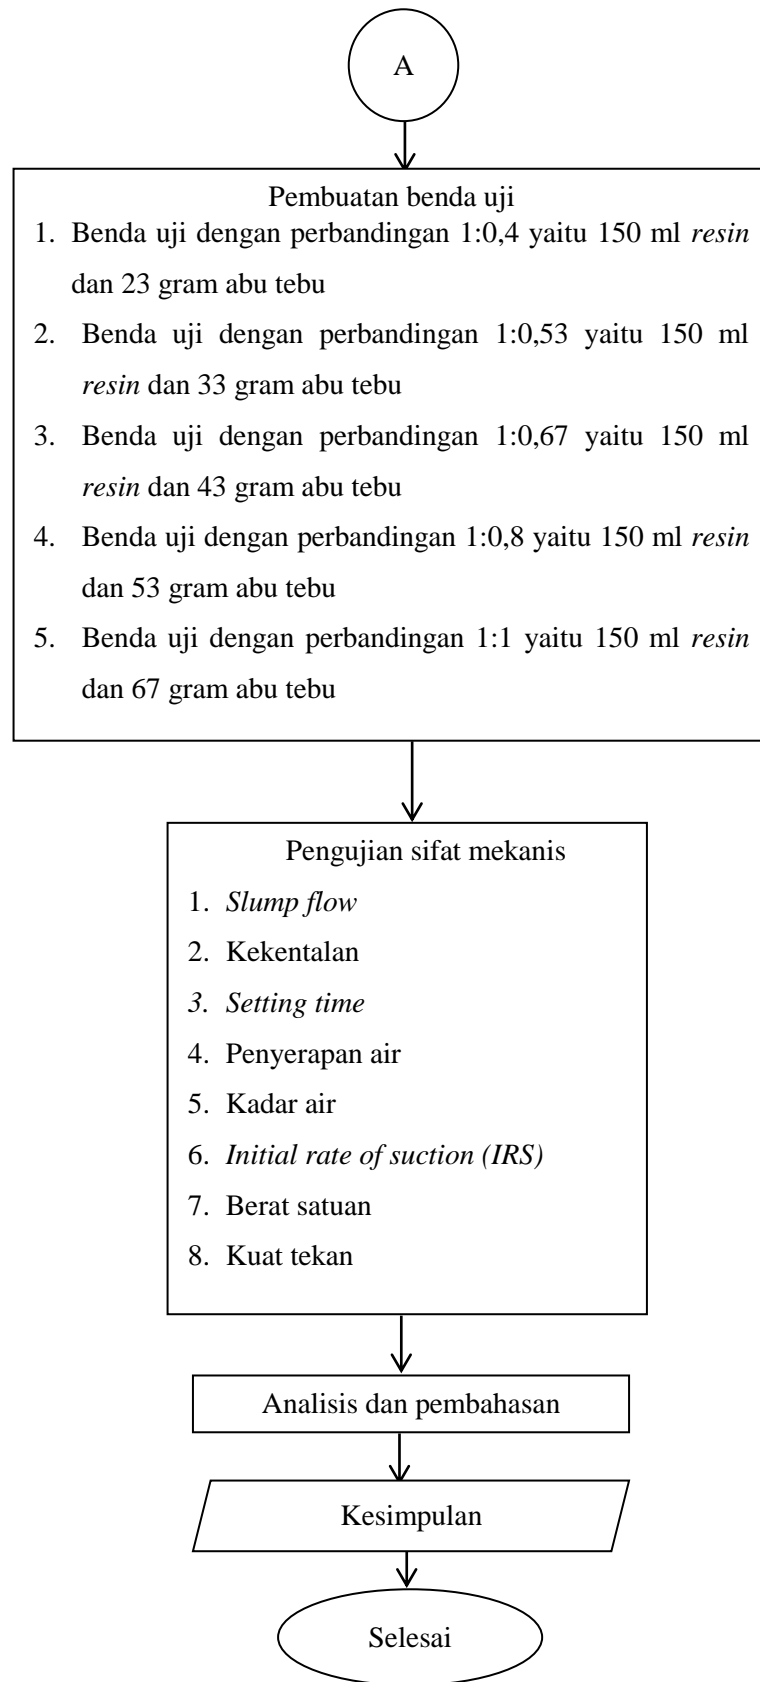 A
Pembuatan benda uji
1. Benda uji dengan perbandingan 1:0,4 yaitu 150 ml resin
dan 23 gram abu tebu
2. Benda uji dengan perbandingan 1:0,53 yaitu 150 ml
resin dan 33 gram abu tebu
3. Benda uji dengan perbandingan 1:0,67 yaitu 150 ml
resin dan 43 gram abu tebu
4. Benda uji dengan perbandingan 1:0,8 yaitu 150 ml resin
dan 53 gram abu tebu
5. Benda uji dengan perbandingan 1:1 yaitu 150 ml resin
dan 67 gram abu tebu
Pengujian sifat mekanis
1. Slump flow
2. Kekentalan
3. Setting time
4. Penyerapan air
5. Kadar air
6. Initial rate of suction (IRS)
7. Berat satuan
8. Kuat tekan
Analisis dan pembahasan
Kesimpulan
Selesai